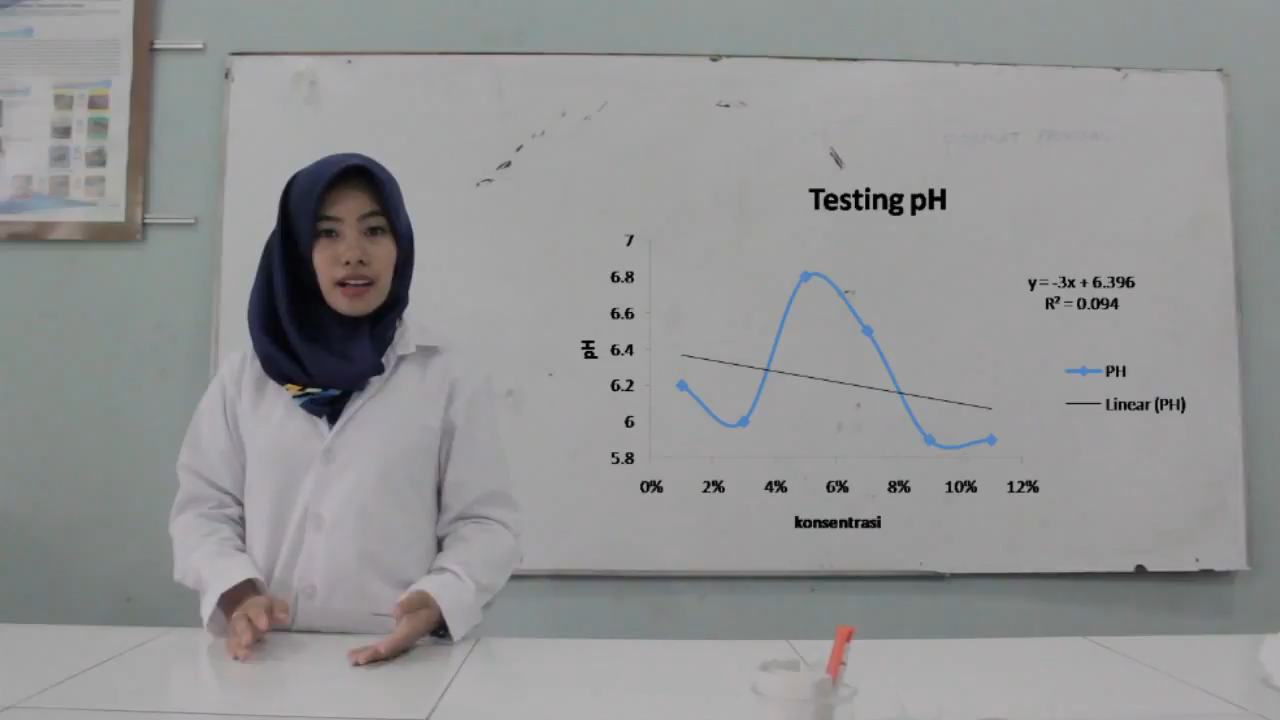 Testing pH
7
6.8
6.6
6.4
6.2
6
5.8
pH
0% 2% 4% 6% 8% 10% 12%
konsentrasi
y = -3x + 6.396
R² = 0.094
PH
Linear (PH)